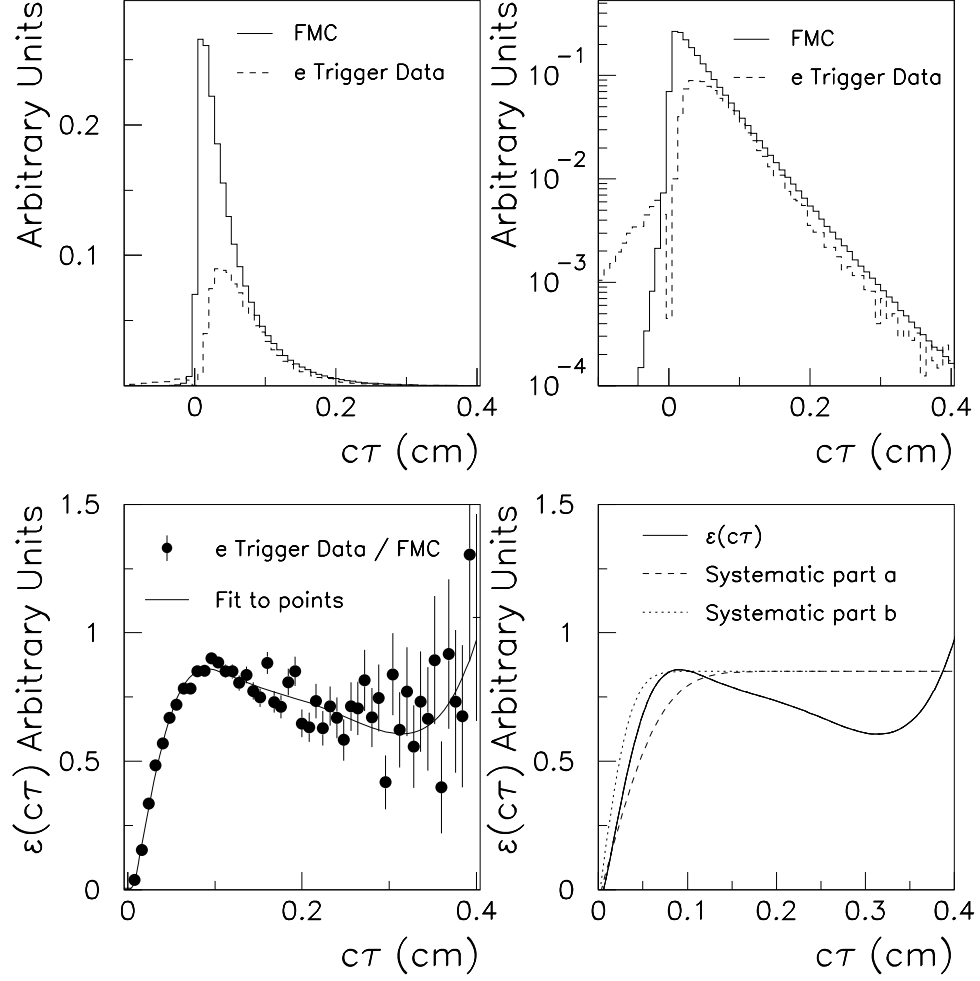 Arbitrary Units
FMC
e Trigger Data
0.2
0.1
0
0.2
0.4
cτ (cm)
Arbitrary Units
FMC
e Trigger Data
10⁻¹
10⁻²
10⁻³
10⁻⁴
0
0.2
0.4
cτ (cm)
ε(cτ) Arbitrary Units
1.5
1
0.5
0
e Trigger Data / FMC
Fit to points
0
0.2
0.4
cτ (cm)
ε(cτ) Arbitrary Units
1.5
1
0.5
0
ε(cτ)
Systematic part a
Systematic part b
0
0.1
0.2
0.3
0.4
cτ (cm)